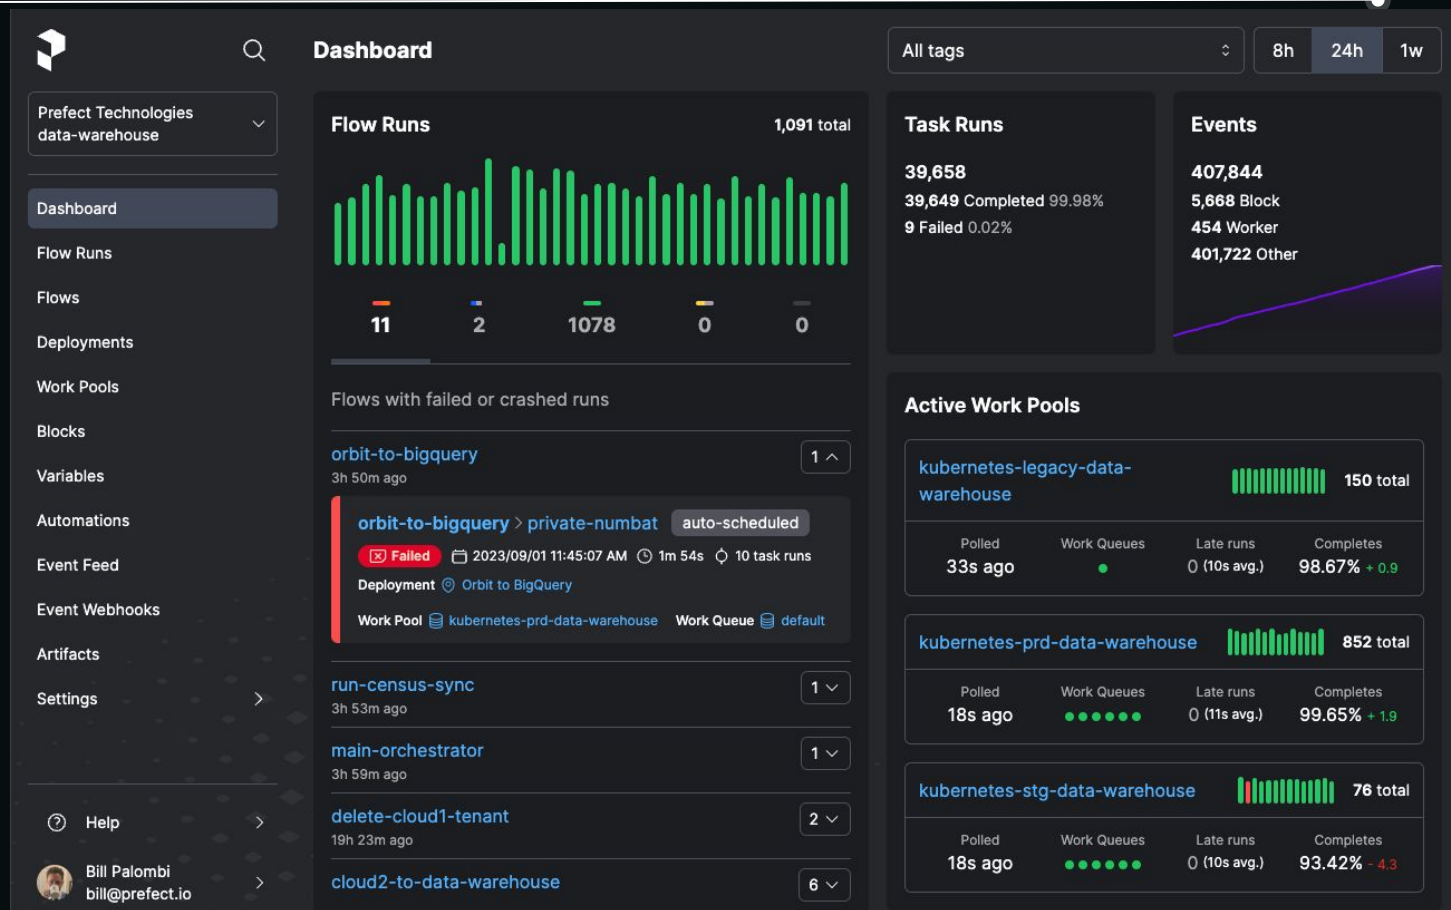 Prefect Technologies
data-warehouse
Dashboard
Flow Runs
Flows
Deployments
Work Pools
Blocks
Variables
Automations
Event Feed
Event Webhooks
Artifacts
Settings
Help
Bill Palombi
bill@prefect.io
Dashboard
All tags
8h 24h 1w
Flow Runs 1,091 total
11 2 1078 0 0
Flows with failed or crashed runs
orbit-to-bigquery 1
3h 50m ago
orbit-to-bigquery > private-numbat auto-scheduled
Failed 2023/09/01 11:45:07 AM 1m 54s 10 task runs
Deployment Orbit to BigQuery
Work Pool kubernetes-prd-data-warehouse Work Queue default
run-census-sync 1
3h 53m ago
main-orchestrator 1
3h 59m ago
delete-cloud1-tenant 2
19h 23m ago
cloud2-to-data-warehouse 6
Task Runs
39,658
39,649 Completed 99.98%
9 Failed 0.02%
Events
407,844
5,668 Block
454 Worker
401,722 Other
Active Work Pools
kubernetes-legacy-data-
warehouse
150 total
Polled Work Queues Late runs Completes
33s ago 0 (10s avg.) 98.67% + 0.9
kubernetes-prd-data-warehouse 852 total
Polled Work Queues Late runs Completes
18s ago 0 (11s avg.) 99.65% + 1.9
kubernetes-stg-data-warehouse 76 total
Polled Work Queues Late runs Completes
18s ago 0 (10s avg.) 93.42% - 4.3